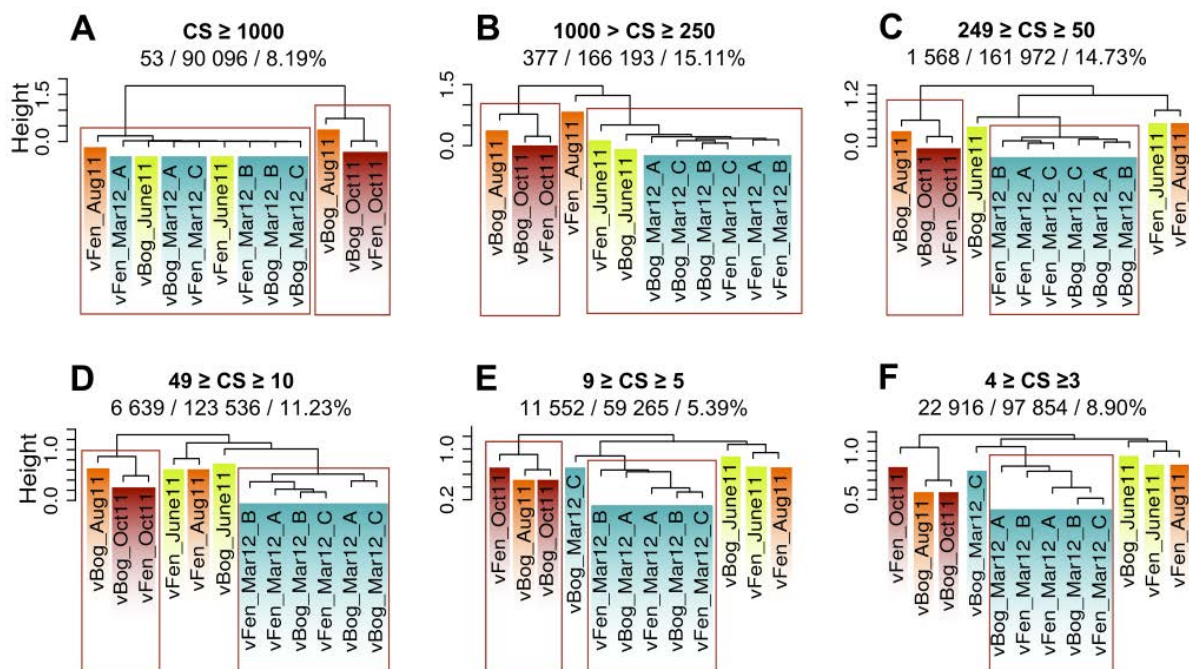 A
CS ≥ 1000
53 / 90 096 / 8.19%
Height
1.5
0.0
vFen_Aug11
vFen_Mar12_A
vBog_June11
vBog_Mar12_A
vFen_Mar12_C
vFen_June11
vFen_Mar12_B
vBog_Mar12_B
vBog_Mar12_C
vBog_Aug11
vBog_Oct11
vFen_Oct11
B
1000 > CS ≥ 250
377 / 166 193 / 15.11%
1.5
0.0
vBog_Aug11
vBog_Oct11
vFen_Oct11
vFen_Aug11
vFen_June11
vBog_June11
vBog_Mar12_A
vBog_Mar12_C
vBog_Mar12_B
vFen_Mar12_C
vFen_Mar12_A
vFen_Mar12_B
C
249 ≥ CS ≥ 50
1 568 / 161 972 / 14.73%
1.2
0.0
vBog_Aug11
vBog_Oct11
vFen_Oct11
vBog_June11
vFen_Mar12_B
vFen_Mar12_A
vFen_Mar12_C
vBog_Mar12_C
vBog_Mar12_A
vBog_Mar12_B
vFen_June11
vFen_Aug11
D
49 ≥ CS ≥ 10
6 639 / 123 536 / 11.23%
Height
1.0
0.0
vBog_Aug11
vBog_Oct11
vFen_Oct11
vFen_June11
vFen_Aug11
vBog_June11
vFen_Mar12_B
vFen_Mar12_A
vBog_Mar12_B
vFen_Mar12_C
vBog_Mar12_A
vBog_Mar12_C
E
9 ≥ CS ≥ 5
11 552 / 59 265 / 5.39%
1.0
0.2
vFen_Oct11
vBog_Aug11
vBog_Oct11
vBog_Mar12_C
vFen_Mar12_B
vBog_Mar12_A
vFen_Mar12_A
vBog_Mar12_B
vFen_Mar12_C
vBog_June11
vFen_June11
vFen_Aug11
F
4 ≥ CS ≥3
22 916 / 97 854 / 8.90%
1.0
0.5
vFen_Oct11
vBog_Aug11
vBog_Oct11
vBog_Mar12_C
vBog_Mar12_A
vFen_Mar12_B
vFen_Mar12_A
vBog_Mar12_B
vFen_Mar12_C
vBog_June11
vFen_June11
vFen_Aug11